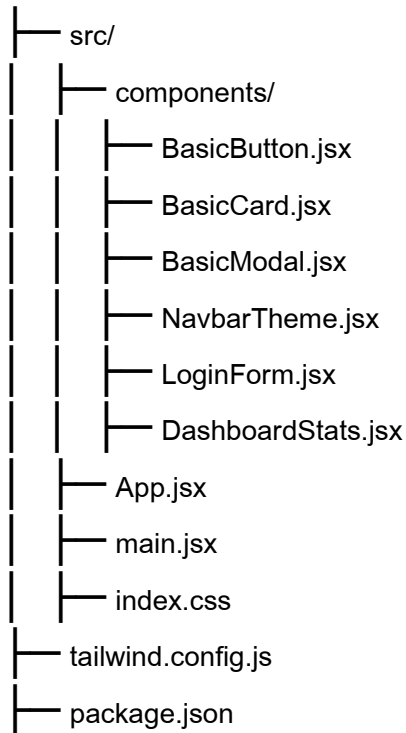 src/
components/
BasicButton.jsx
BasicCard.jsx
BasicModal.jsx
NavbarTheme.jsx
LoginForm.jsx
DashboardStats.jsx
App.jsx
main.jsx
index.css
tailwind.config.js
package.json